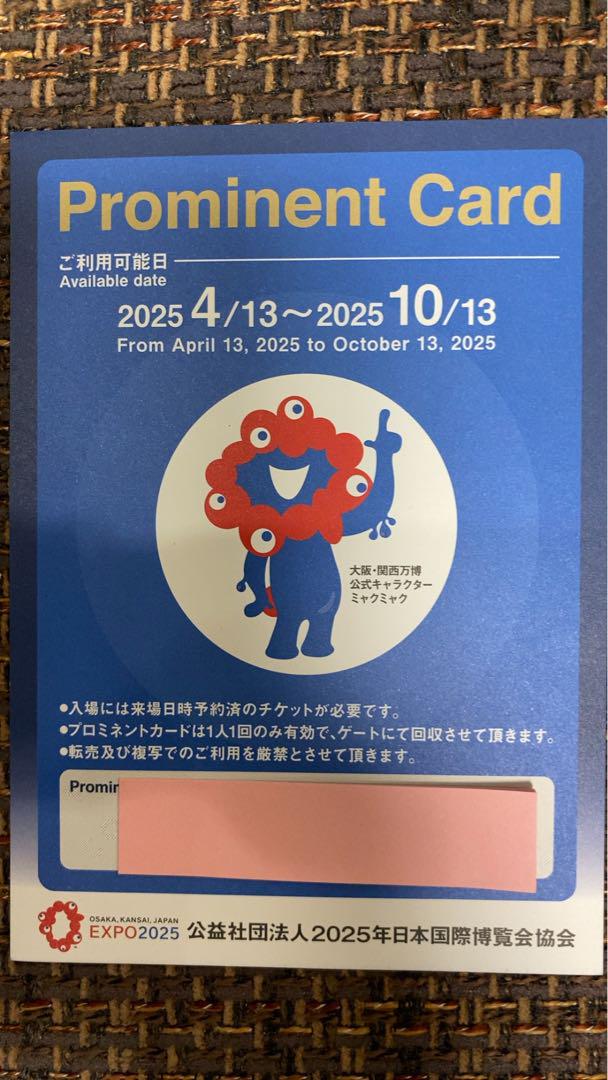 Prominent Card
ご利用可能日
Available date
2025 4/13～2025 10/13
From April 13, 2025 to October 13, 2025
大阪・関西万博
公式キャラクター
ミャクミャク
●入場には来場日時予約済のチケットが必要です。
●プロミネントカードは1人1回のみ有効で、ゲートにて回収させて頂きます。
●転売及び複写でのご利用を厳禁とさせて頂きます。
Promin
OSAKA, KANSAI, JAPAN
EXPO2025
公益社団法人2025年日本国際博覧会協会